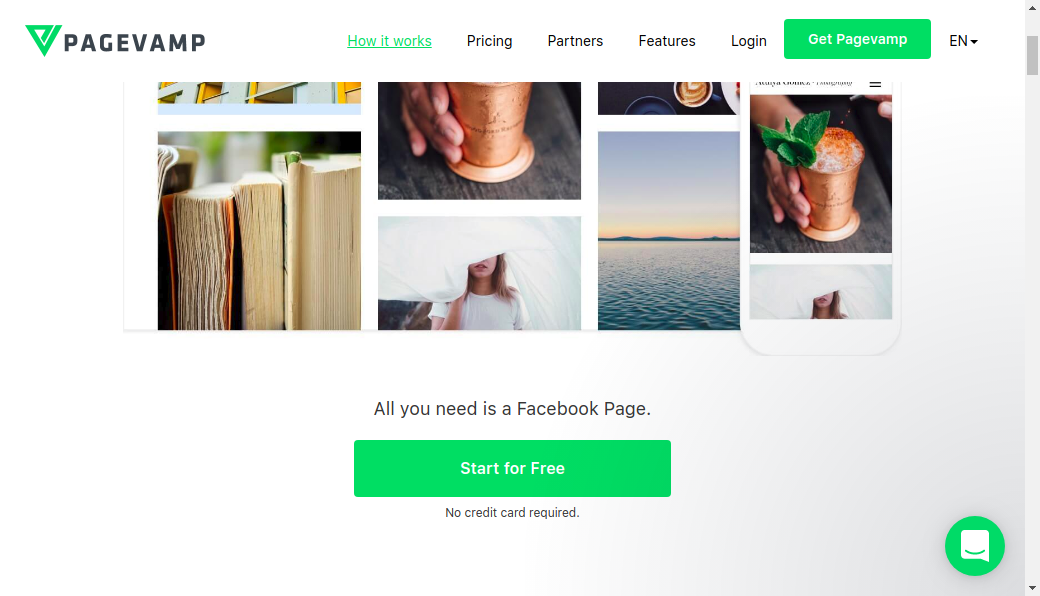 PAGEVAMP
How it works
Pricing
Partners
Features
Login
Get Pagevamp
EN
All you need is a Facebook Page.
Start for Free
No credit card required.